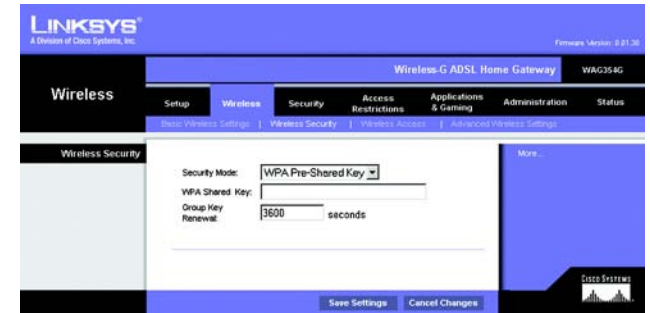 LINKSYS®
A Division of Cisco Systems, Inc.
Firmware Version: 0.01.30
Wireless-G ADSL Home Gateway WAG354G
Wireless
Setup Wireless Security Access Restrictions Applications & Gaming Administration Status
Basic Wireless Settings | Wireless Security | Wireless Access | Advanced Wireless Settings
Wireless Security
More...
Security Mode: WPA Pre-Shared Key
WPA Shared Key:
Group Key Renewal: 3600 seconds
CISCO SYSTEMS
Save Settings Cancel Changes